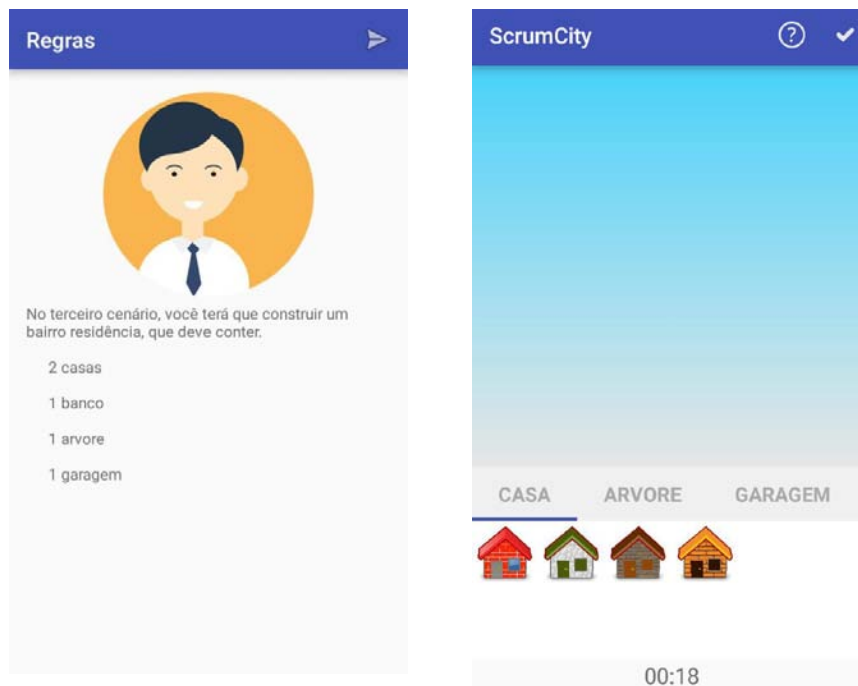 Regras
No terceiro cenário, você terá que construir um
bairro residência, que deve conter.
2 casas
1 banco
1 arvore
1 garagem
ScrumCity
?
CASA ARVORE GARAGEM
00:18